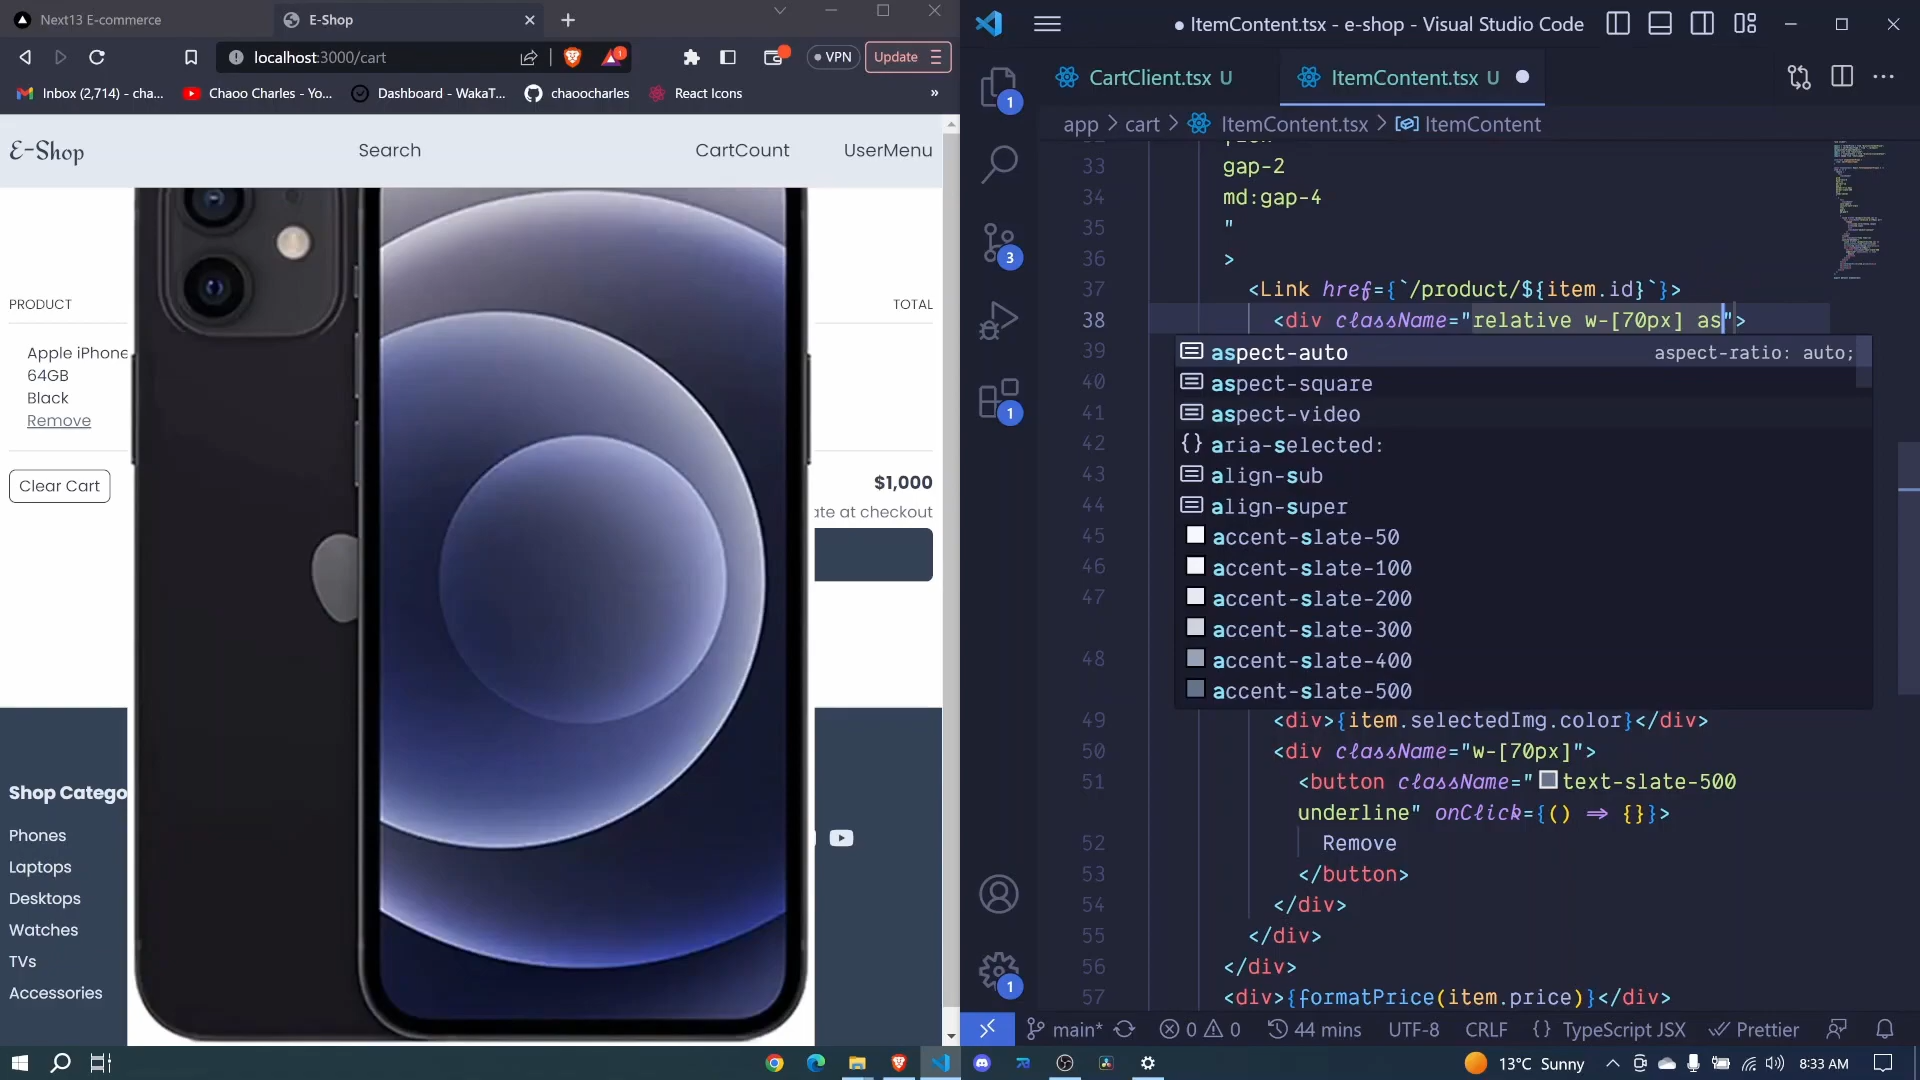 Next13 E-commerce
E-Shop
localhost:3000/cart
1
VPN
Update
Inbox (2,714) - cha...
Chaoo Charles - Yo...
Dashboard - WakaT...
chaoocharles
React Icons
»
E-Shop
Search
CartCount
UserMenu
PRODUCT
TOTAL
Apple iPhone
64GB
Black
Remove
Clear Cart
$1,000
ate at checkout
Shop Catego
Phones
Laptops
Desktops
Watches
TVs
Accessories
● ItemContent.tsx - e-shop - Visual Studio Code
CartClient.tsx U
ItemContent.tsx U
app > cart > ItemContent.tsx > ItemContent
1
3
1
1
33 gap-2
34 md:gap-4
35 "
36 >
37 <Link href={`/product/${item.id}`}>
38 <div className="relative w-[70px] as">
39 aspect-auto aspect-ratio: auto;
40 aspect-square
41 aspect-video
42 {} aria-selected:
43 align-sub
44 align-super
45 accent-slate-50
46 accent-slate-100
47 accent-slate-200
accent-slate-300
48 accent-slate-400
accent-slate-500
49 <div>{item.selectedImg.color}</div>
50 <div className="w-[70px]">
51 <button className="text-slate-500
underline" onClick={() => {}}>
52 Remove
53 </button>
54 </div>
55 </div>
56 </div>
57 <div>{formatPrice(item.price)}</div>
main* 0 0 44 mins UTF-8 CRLF {} TypeScript JSX Prettier
13°C Sunny
8:33 AM